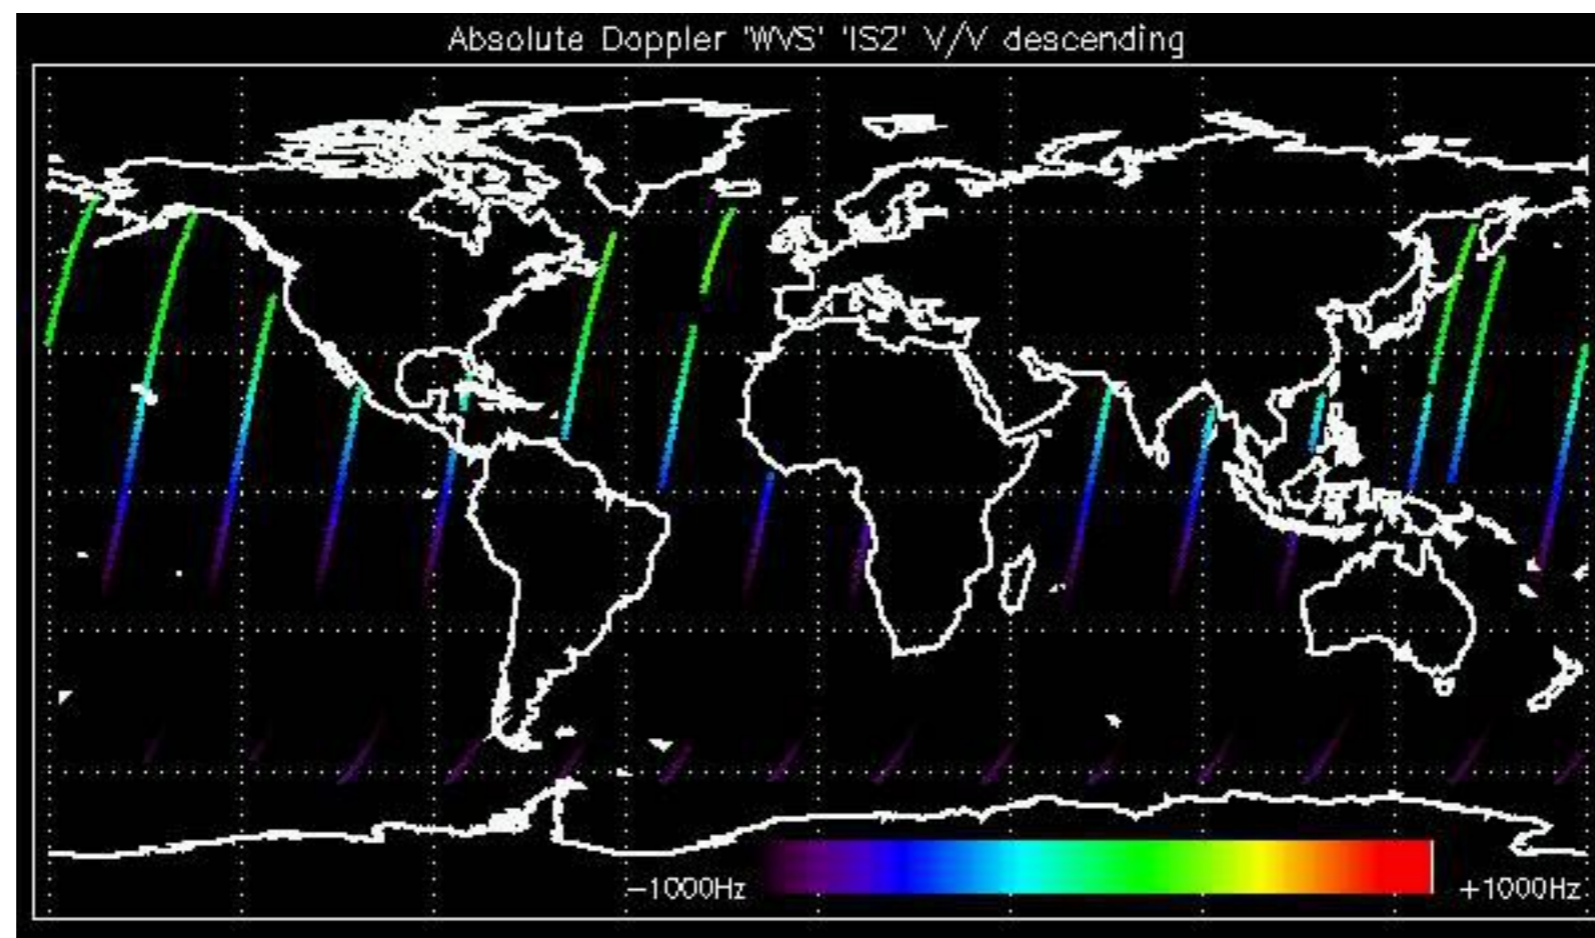 Absolute Doppler 'WVS' 'IS2' V/V descending
−1000Hz
+1000Hz